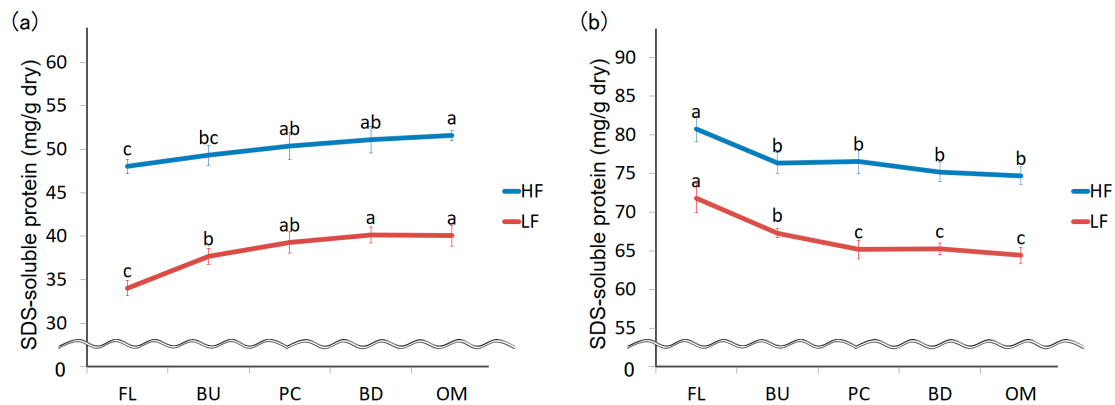 (a)
SDS-soluble protein (mg/g dry)
60
55
50
45
40
35
30
0
c
bc
ab
ab
a
c
b
ab
a
a
HF
LF
FL BU PC BD OM
(b)
SDS-soluble protein (mg/g dry)
90
85
80
75
70
65
60
55
0
a
b
b
b
b
a
b
c
c
c
HF
LF
FL BU PC BD OM